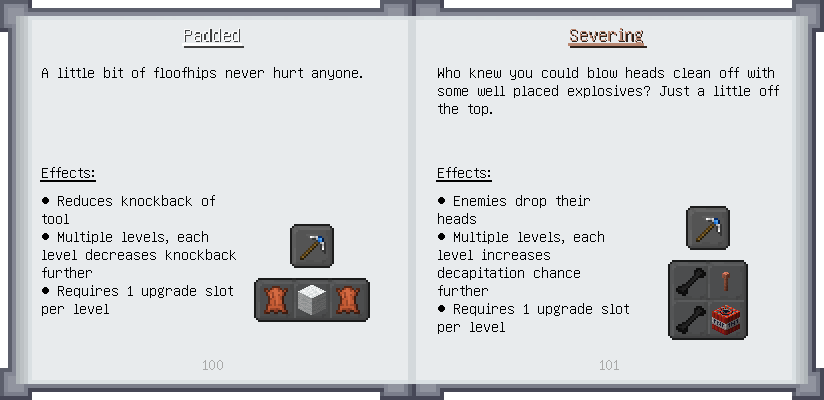 Padded
A little bit of floofhips never hurt anyone.
Effects:
● Reduces knockback of
tool
● Multiple levels, each
level decreases knockback
further
● Requires 1 upgrade slot
per level
100
Severing
Who knew you could blow heads clean off with
some well placed explosives? Just a little off
the top.
Effects:
● Enemies drop their
heads
● Multiple levels, each
level increases
decapitation chance
further
● Requires 1 upgrade slot
per level
TNT
101